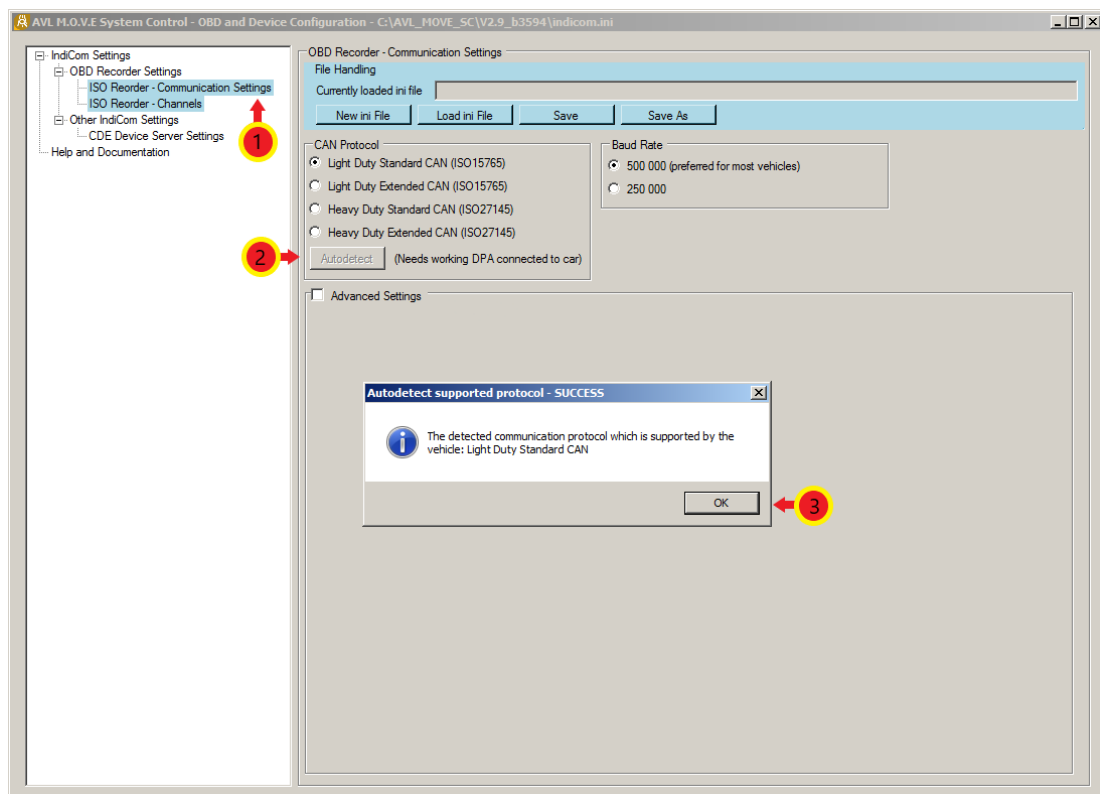 AVL M.O.V.E System Control - OBD and Device Configuration - C:\AVL_MOVE_SC\V2.9_b3594\indicom.ini
IndiCom Settings
OBD Recorder Settings
ISO Reorder - Communication Settings
ISO Reorder - Channels
Other IndiCom Settings
CDE Device Server Settings
Help and Documentation
1
OBD Recorder - Communication Settings
File Handling
Currently loaded ini file
New ini File
Load ini File
Save
Save As
CAN Protocol
Light Duty Standard CAN (ISO15765)
Light Duty Extended CAN (ISO15765)
Heavy Duty Standard CAN (ISO27145)
Heavy Duty Extended CAN (ISO27145)
2
Autodetect
(Needs working DPA connected to car)
Baud Rate
500 000 (preferred for most vehicles)
250 000
Advanced Settings
Autodetect supported protocol - SUCCESS
The detected communication protocol which is supported by the
vehicle: Light Duty Standard CAN
OK
3